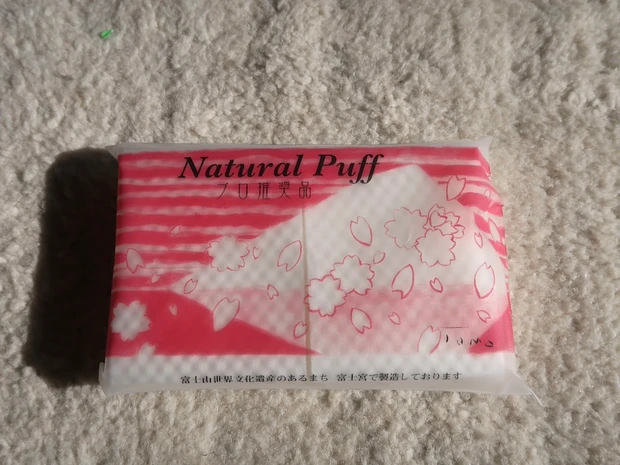 Natural Puff
プロ推奨品
富士山世界文化遺産のあるまち 富士宮で製造しております